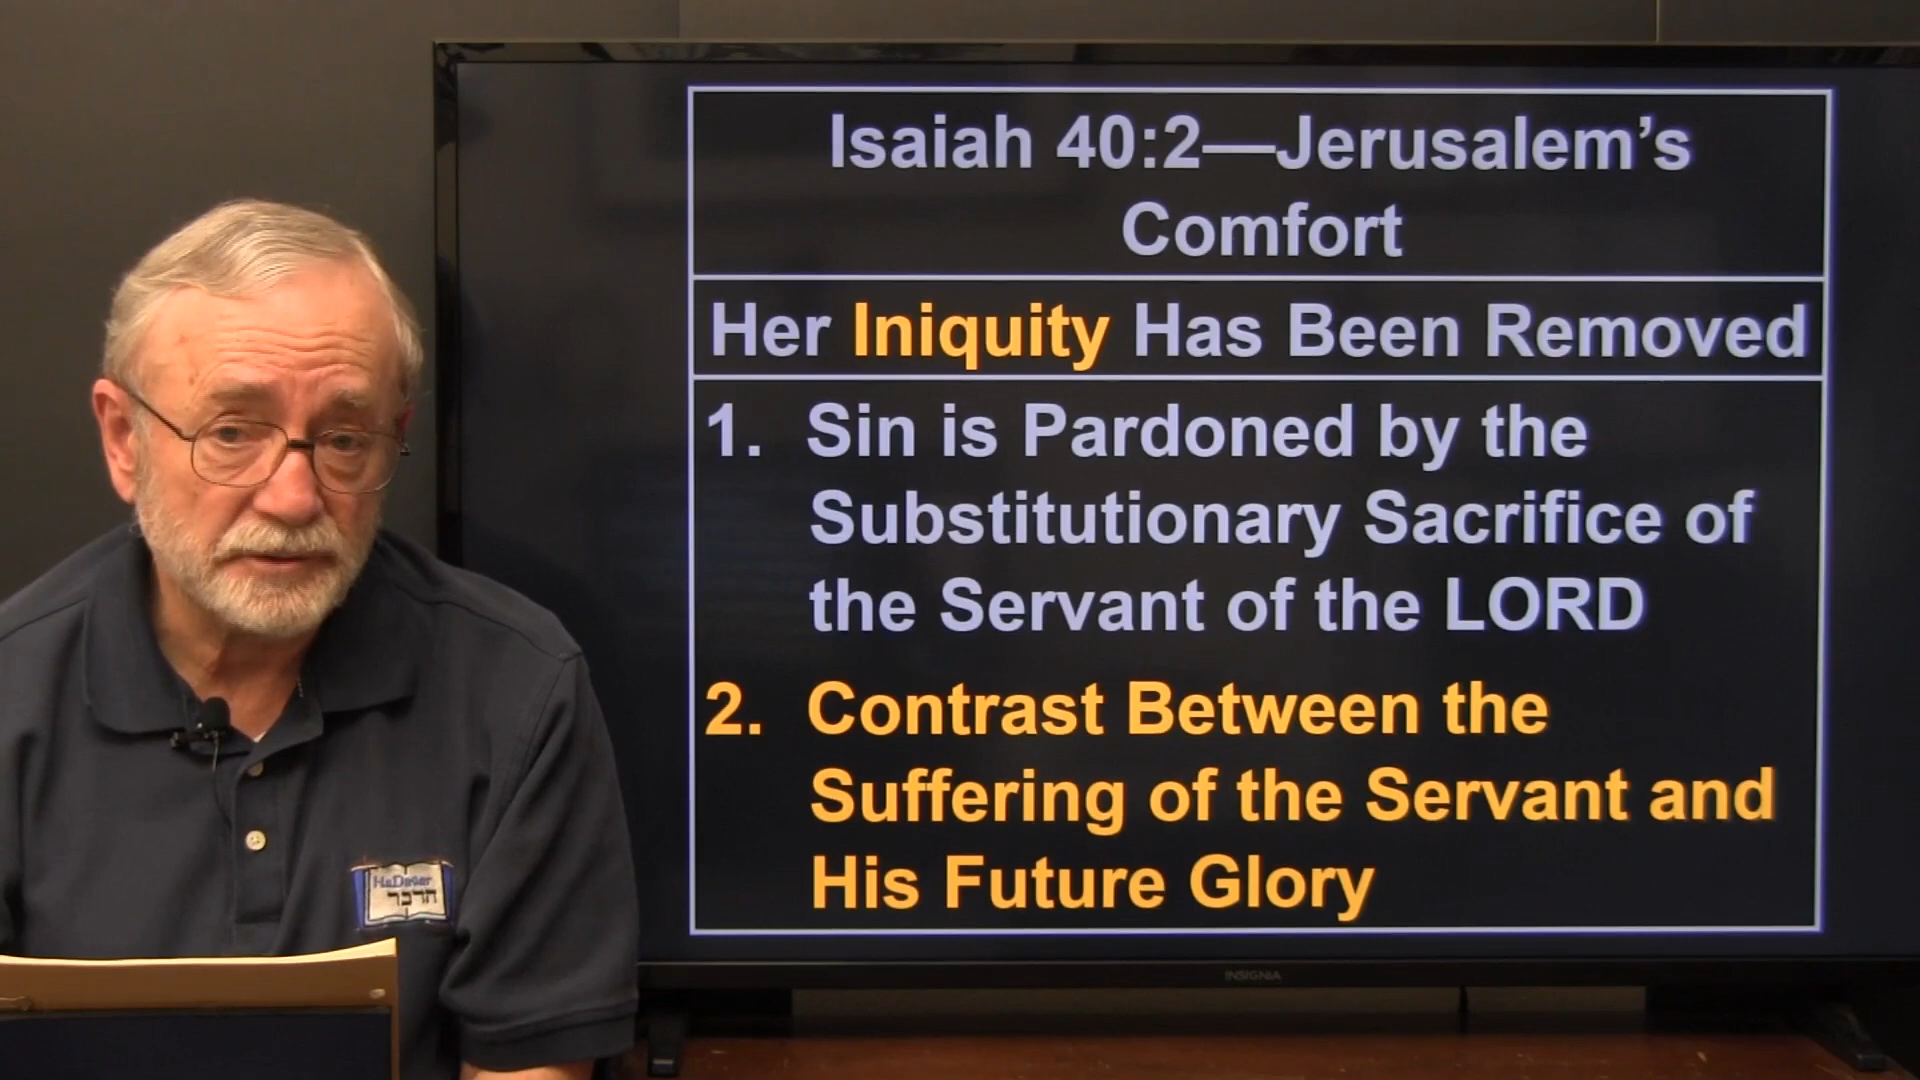 Isaiah 40:2—Jerusalem’s
Comfort
Her Iniquity Has Been Removed
1. Sin is Pardoned by the
Substitutionary Sacrifice of
the Servant of the LORD
2. Contrast Between the
Suffering of the Servant and
His Future Glory
HaDavar
הדבר
INSIGNIA